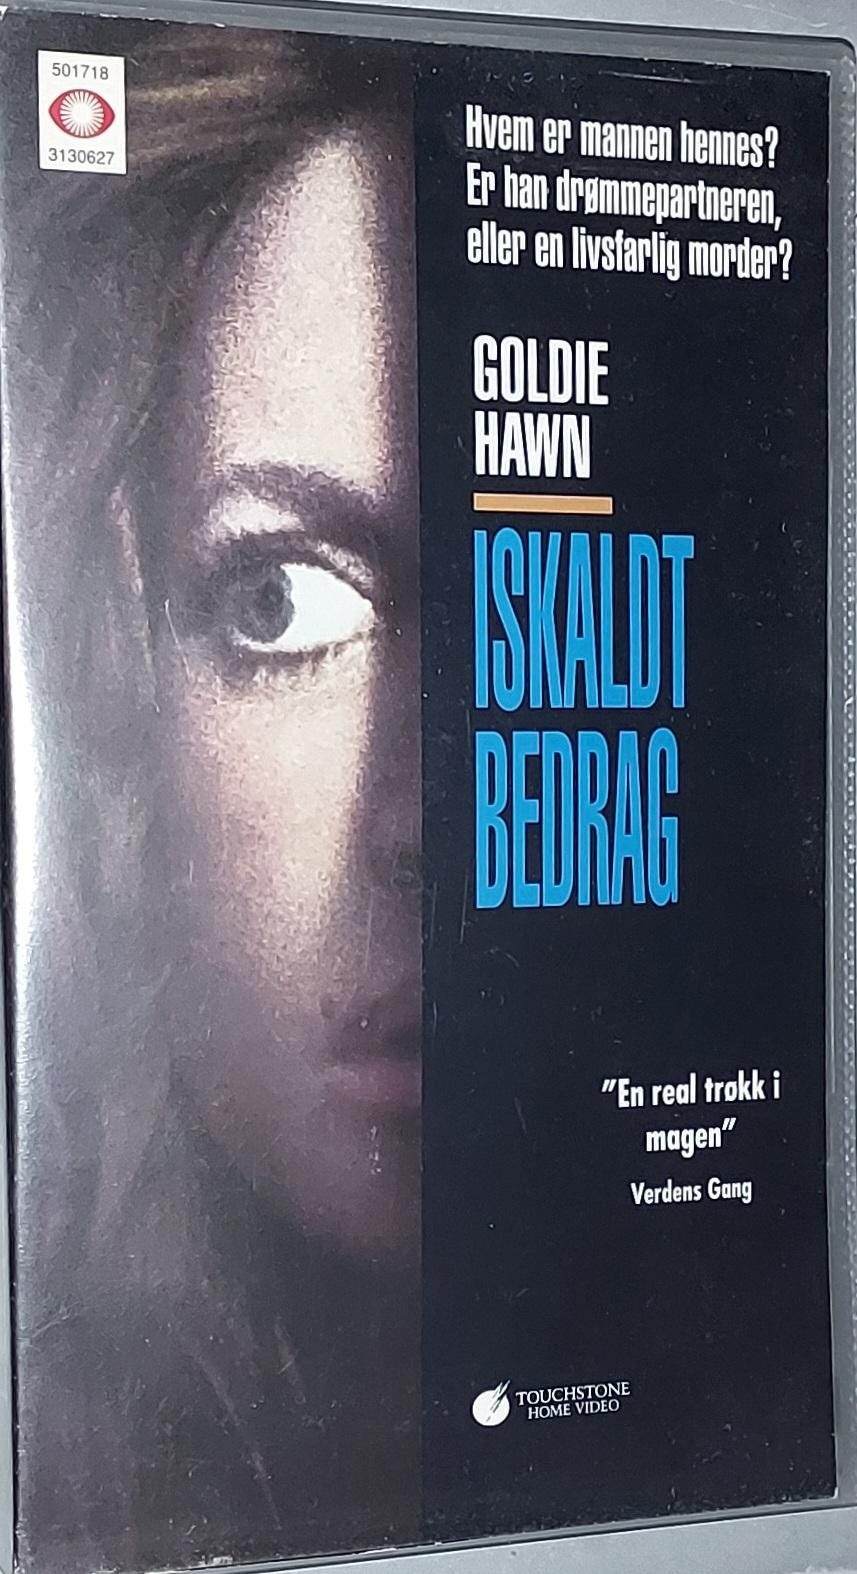 501718
3130627
Hvem er mannen hennes?
Er han drømmepartneren,
eller en livsfarlig morder?
GOLDIE
HAWN
ISKALDT
BEDRAG
"En real trøkk i
magen"
Verdens Gang
TOUCHSTONE
HOME VIDEO